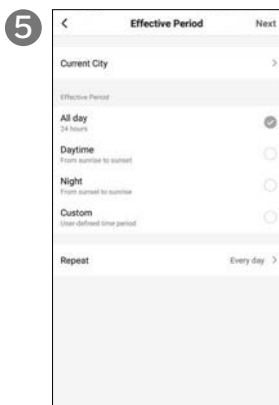 5
Effective Period Next
Current City
Effective Period
All day
24 hours
Daytime
From sunrise to sunset
Night
From sunset to sunrise
Custom
User-defined time period
Repeat Every day